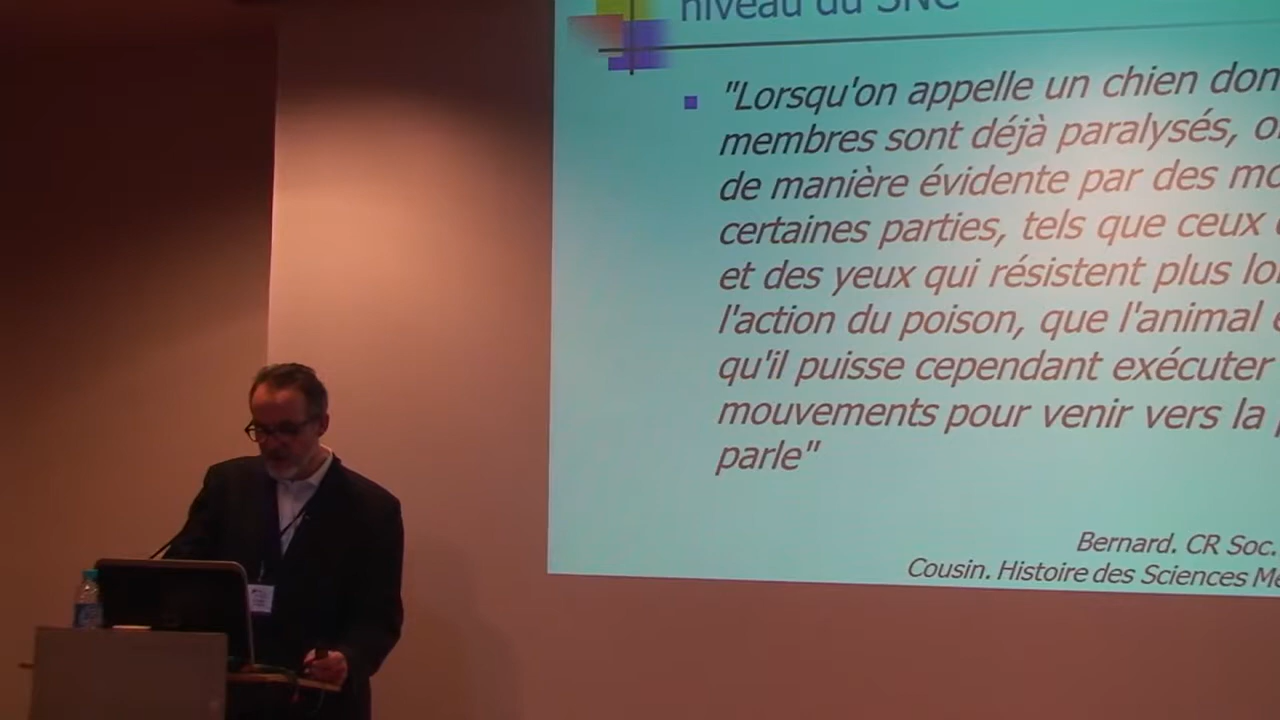 niveau du SNC
"Lorsqu'on appelle un chien don
membres sont déjà paralysés, o
de manière évidente par des mo
certaines parties, tels que ceux
et des yeux qui résistent plus lo
l'action du poison, que l'animal
qu'il puisse cependant exécuter
mouvements pour venir vers la
parle"
Bernard. CR Soc.
Cousin. Histoire des Sciences Mé